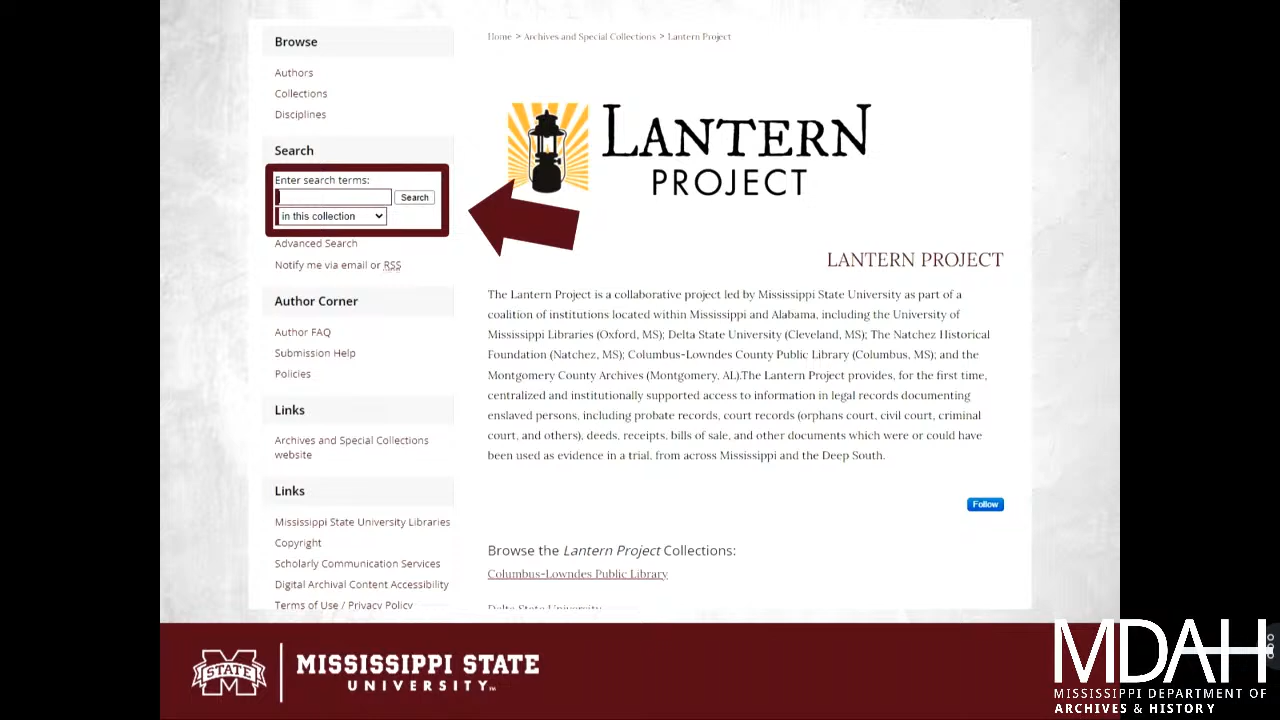 Browse
Authors
Collections
Disciplines
Search
Enter search terms:
Search
in this collection
Advanced Search
Notify me via email or RSS
Author Corner
Author FAQ
Submission Help
Policies
Links
Archives and Special Collections
website
Links
Mississippi State University Libraries
Copyright
Scholarly Communication Services
Digital Archival Content Accessibility
Terms of Use / Privacy Policy
Home > Archives and Special Collections > Lantern Project
LANTERN
PROJECT
LANTERN PROJECT
The Lantern Project is a collaborative project led by Mississippi State University as part of a
coalition of institutions located within Mississippi and Alabama, including the University of
Mississippi Libraries (Oxford, MS); Delta State University (Cleveland, MS); The Natchez Historical
Foundation (Natchez, MS); Columbus-Lowndes County Public Library (Columbus, MS); and the
Montgomery County Archives (Montgomery, AL).The Lantern Project provides, for the first time,
centralized and institutionally supported access to information in legal records documenting
enslaved persons, including probate records, court records (orphans court, civil court, criminal
court, and others), deeds, receipts, bills of sale, and other documents which were or could have
been used as evidence in a trial, from across Mississippi and the Deep South.
Follow
Browse the Lantern Project Collections:
Columbus-Lowndes Public Library
Delta State University
STATE
MISSISSIPPI STATE
UNIVERSITY™
MDAH
MISSISSIPPI DEPARTMENT OF
ARCHIVES & HISTORY